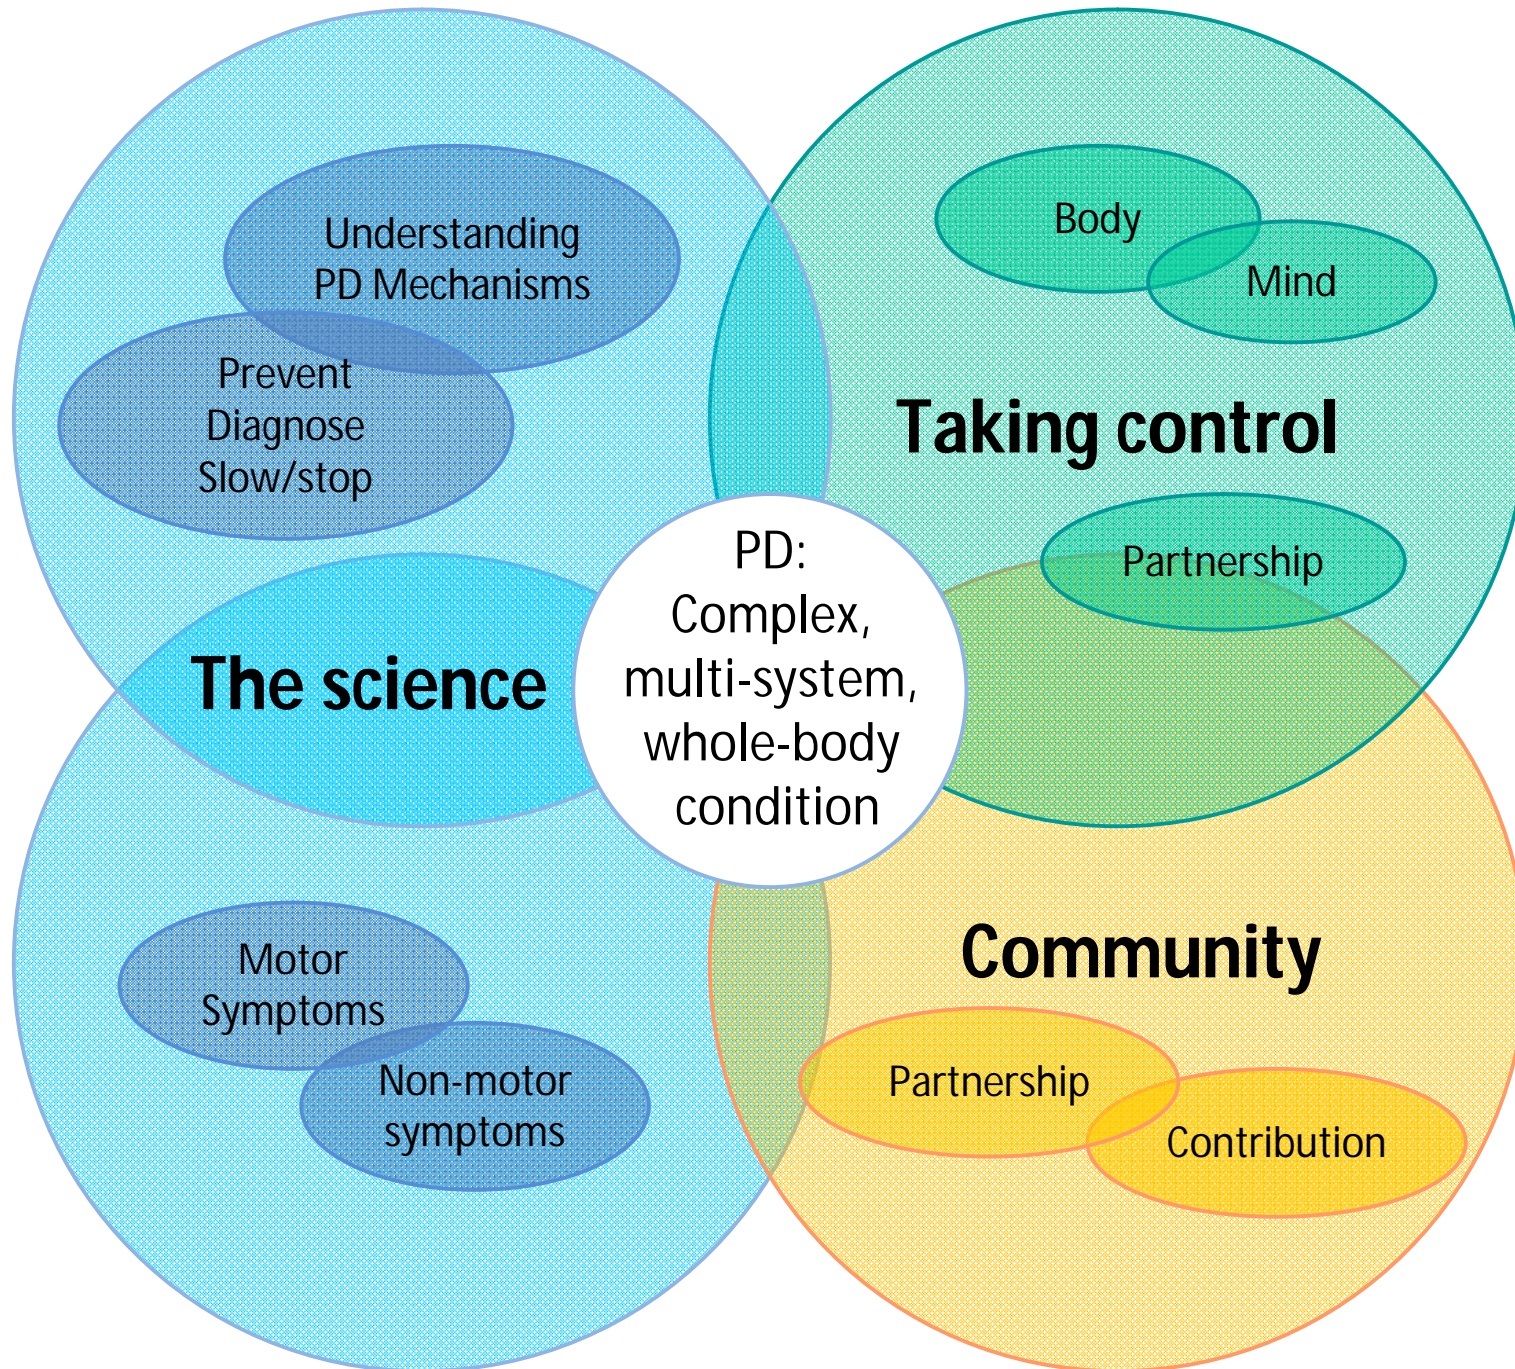 Understanding
PD Mechanisms
Prevent
Diagnose
Slow/stop
Body
Mind
Taking control
Partnership
The science
PD:
Complex,
multi-system,
whole-body
condition
Motor
Symptoms
Non-motor
symptoms
Community
Partnership
Contribution